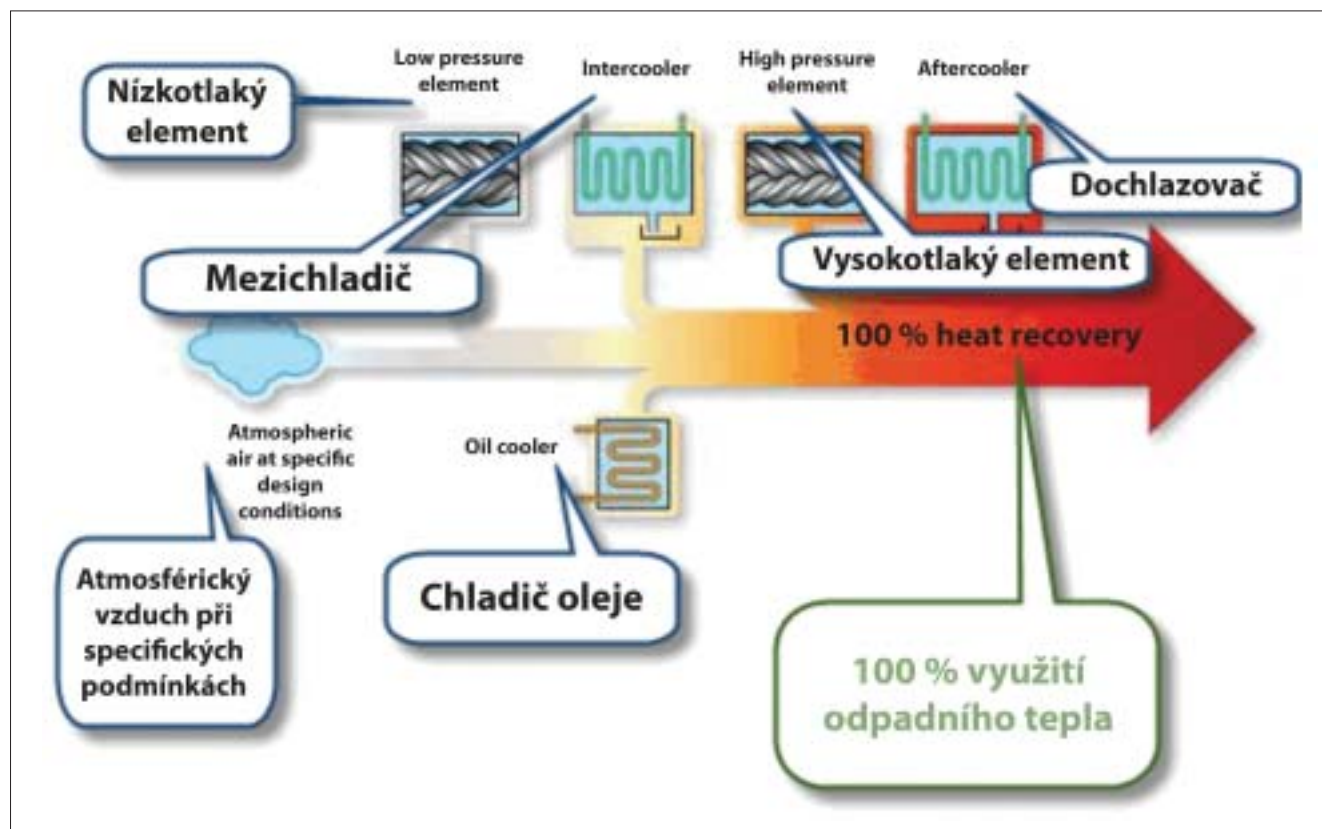 Low pressure
element
Intercooler
High pressure
element
Aftercooler
Nízkotlaký
element
Dochlazovač
Mezichladič
Vysokotlaký element
100 % heat recovery
Atmospheric
air at specific
design
conditions
Oil cooler
Atmosférický
vzduch při
specifických
podmínkách
Chladič oleje
100 % využití
odpadního tepla